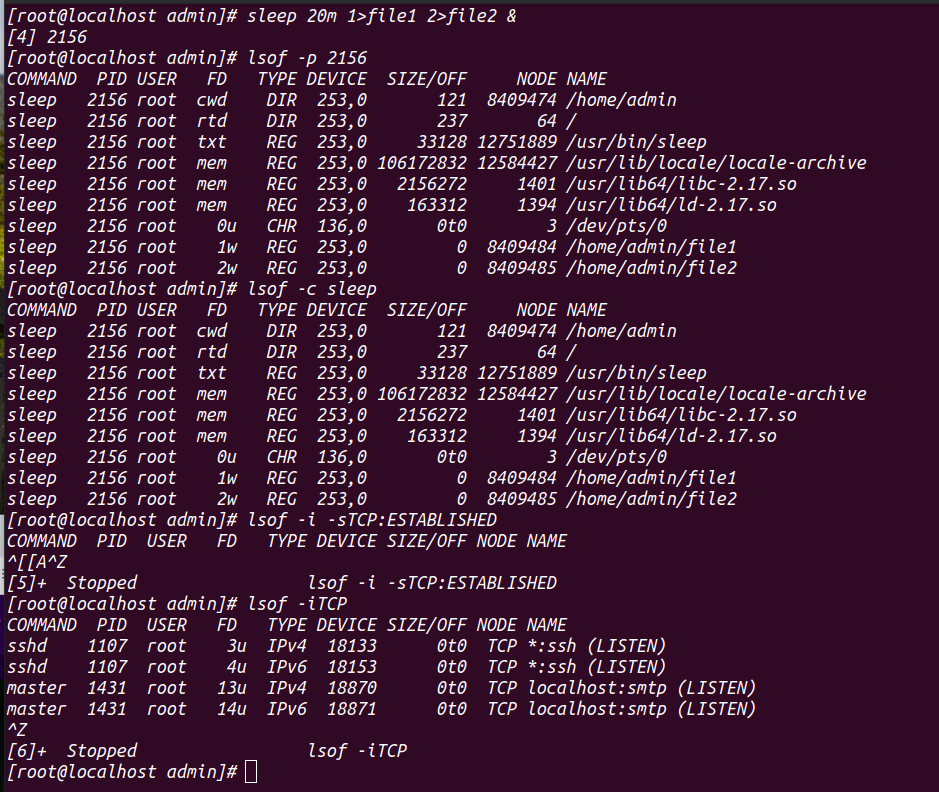 [root@localhost admin]# sleep 20m 1>file1 2>file2 &
[4] 2156
[root@localhost admin]# lsof -p 2156
COMMAND  PID USER   FD   TYPE DEVICE  SIZE/OFF     NODE NAME
sleep   2156 root  cwd    DIR  253,0       121  8409474 /home/admin
sleep   2156 root  rtd    DIR  253,0       237       64 /
sleep   2156 root  txt    REG  253,0     33128 12751889 /usr/bin/sleep
sleep   2156 root  mem    REG  253,0 106172832 12584427 /usr/lib/locale/locale-archive
sleep   2156 root  mem    REG  253,0   2156272     1401 /usr/lib64/libc-2.17.so
sleep   2156 root  mem    REG  253,0    163312     1394 /usr/lib64/ld-2.17.so
sleep   2156 root    0u   CHR  136,0       0t0        3 /dev/pts/0
sleep   2156 root    1w   REG  253,0         0  8409484 /home/admin/file1
sleep   2156 root    2w   REG  253,0         0  8409485 /home/admin/file2
[root@localhost admin]# lsof -c sleep
COMMAND  PID USER   FD   TYPE DEVICE  SIZE/OFF     NODE NAME
sleep   2156 root  cwd    DIR  253,0       121  8409474 /home/admin
sleep   2156 root  rtd    DIR  253,0       237       64 /
sleep   2156 root  txt    REG  253,0     33128 12751889 /usr/bin/sleep
sleep   2156 root  mem    REG  253,0 106172832 12584427 /usr/lib/locale/locale-archive
sleep   2156 root  mem    REG  253,0   2156272     1401 /usr/lib64/libc-2.17.so
sleep   2156 root  mem    REG  253,0    163312     1394 /usr/lib64/ld-2.17.so
sleep   2156 root    0u   CHR  136,0       0t0        3 /dev/pts/0
sleep   2156 root    1w   REG  253,0         0  8409484 /home/admin/file1
sleep   2156 root    2w   REG  253,0         0  8409485 /home/admin/file2
[root@localhost admin]# lsof -i -sTCP:ESTABLISHED
COMMAND  PID  USER   FD   TYPE DEVICE SIZE/OFF NODE NAME
^[[A^Z
[5]+  Stopped                 lsof -i -sTCP:ESTABLISHED
[root@localhost admin]# lsof -iTCP
COMMAND  PID  USER   FD   TYPE DEVICE SIZE/OFF NODE NAME
sshd    1107  root    3u  IPv4  18133      0t0  TCP *:ssh (LISTEN)
sshd    1107  root    4u  IPv6  18153      0t0  TCP *:ssh (LISTEN)
master  1431  root   13u  IPv4  18870      0t0  TCP localhost:smtp (LISTEN)
master  1431  root   14u  IPv6  18871      0t0  TCP localhost:smtp (LISTEN)
^Z
[6]+  Stopped                 lsof -iTCP
[root@localhost admin]#